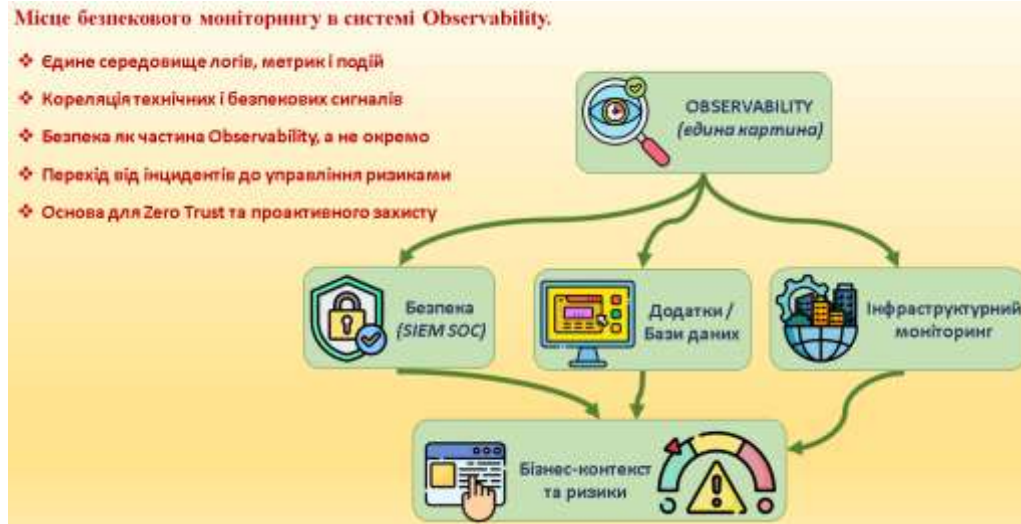 Місце безпекового моніторингу в системі Observability.
❖ Єдине середовище логів, метрик і подій
❖ Кореляція технічних і безпекових сигналів
❖ Безпека як частина Observability, а не окремо
❖ Перехід від інцидентів до управління ризиками
❖ Основа для Zero Trust та проактивного захисту
OBSERVABILITY
(єдина картина)
Безпека
(SIEM SOC)
Додатки /
Бази даних
Інфраструктурний
моніторинг
Бізнес-контекст
та ризики